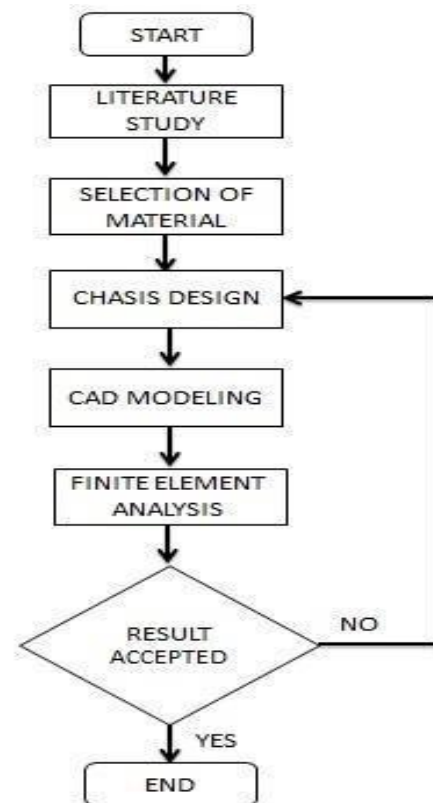 START
LITERATURE
STUDY
SELECTION OF
MATERIAL
CHASIS DESIGN
CAD MODELING
FINITE ELEMENT
ANALYSIS
RESULT
ACCEPTED
NO
YES
END